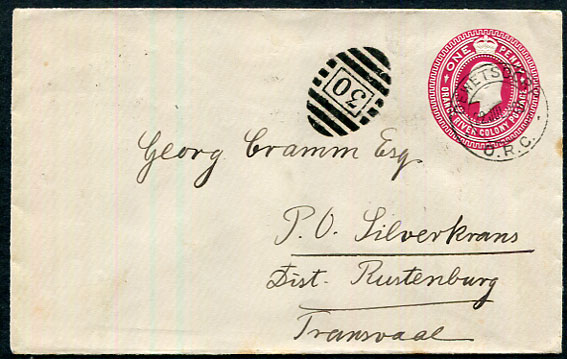 ONE PENNY
ORANGE RIVER COLONY POSTAGE
O.R.C.
30
Georg Cramm Esq.
P.O. Silverkrans
Dist. Rustenburg
Transvaal